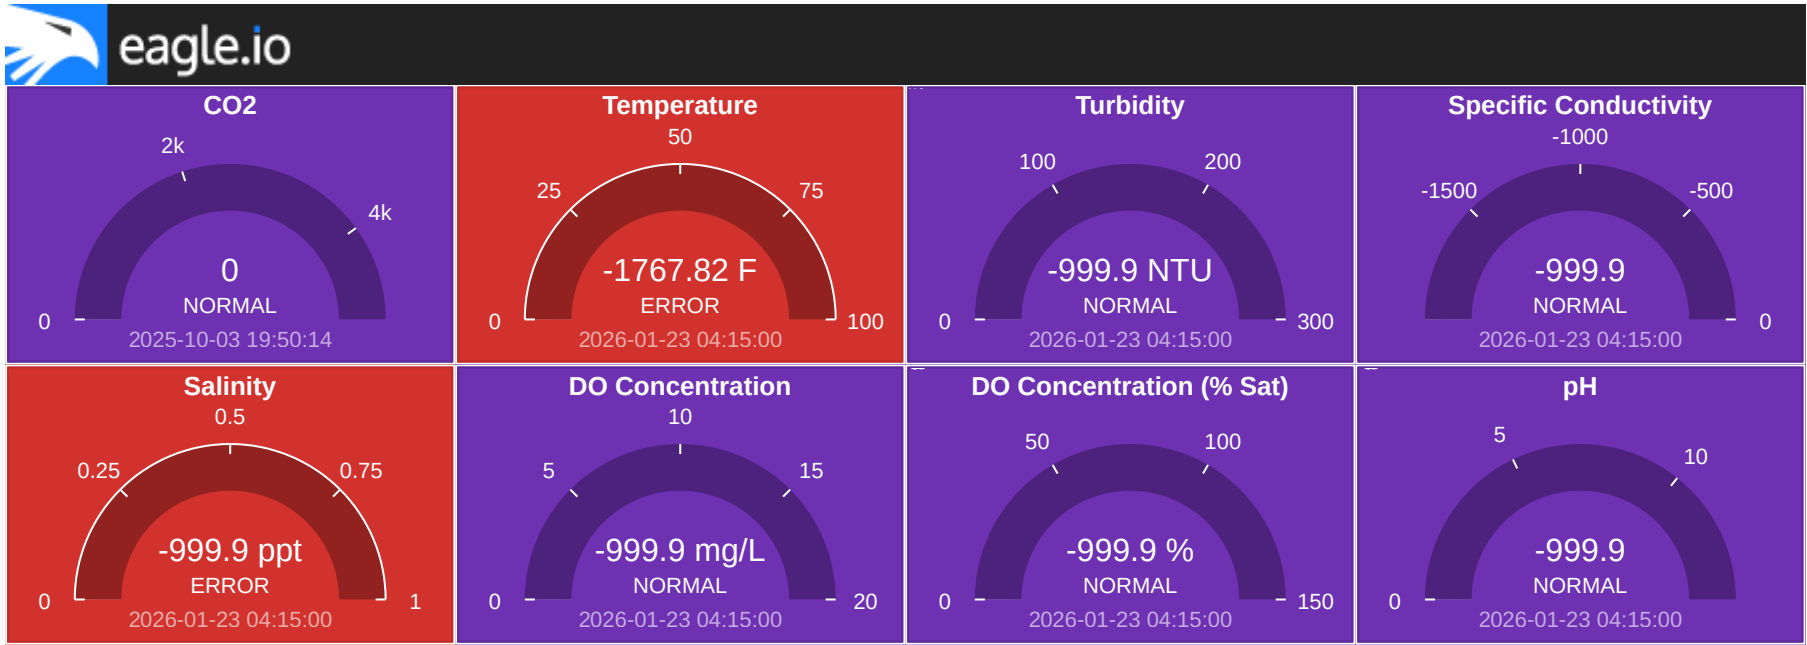 eagle.io
CO2
2k
4k
0
NORMAL
0
2025-10-03 19:50:14
Temperature
50
25
75
-1767.82 F
ERROR
0
100
2026-01-23 04:15:00
Turbidity
100
200
-999.9 NTU
NORMAL
0
300
2026-01-23 04:15:00
Specific Conductivity
-1000
-1500
-500
-999.9
NORMAL
0
2026-01-23 04:15:00
Salinity
0.5
0.25
0.75
-999.9 ppt
ERROR
0
1
2026-01-23 04:15:00
DO Concentration
10
5
15
-999.9 mg/L
NORMAL
0
20
2026-01-23 04:15:00
DO Concentration (% Sat)
50
100
-999.9 %
NORMAL
0
150
2026-01-23 04:15:00
pH
5
10
-999.9
NORMAL
0
2026-01-23 04:15:00